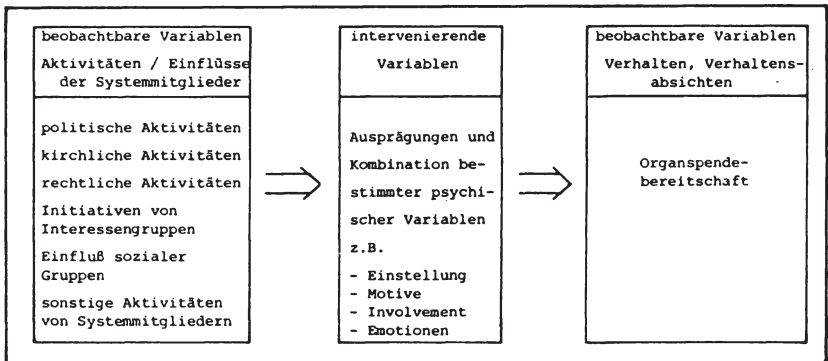 beobachtbare Variablen
Aktivitäten / Einflüsse
der Systemmitglieder
politische Aktivitäten
kirchliche Aktivitäten
rechtliche Aktivitäten
Initiativen von
Interessengruppen
Einfluß sozialer
Gruppen
sonstige Aktivitäten
von Systemmitgliedern
intervenierende
Variablen
Ausprägungen und
Kombination be-
stimmter psychi-
scher Variablen
z.B.
- Einstellung
- Motive
- Involvement
- Emotionen
beobachtbare Variablen
Verhalten, Verhaltens-
absichten
Organspende-
bereitschaft